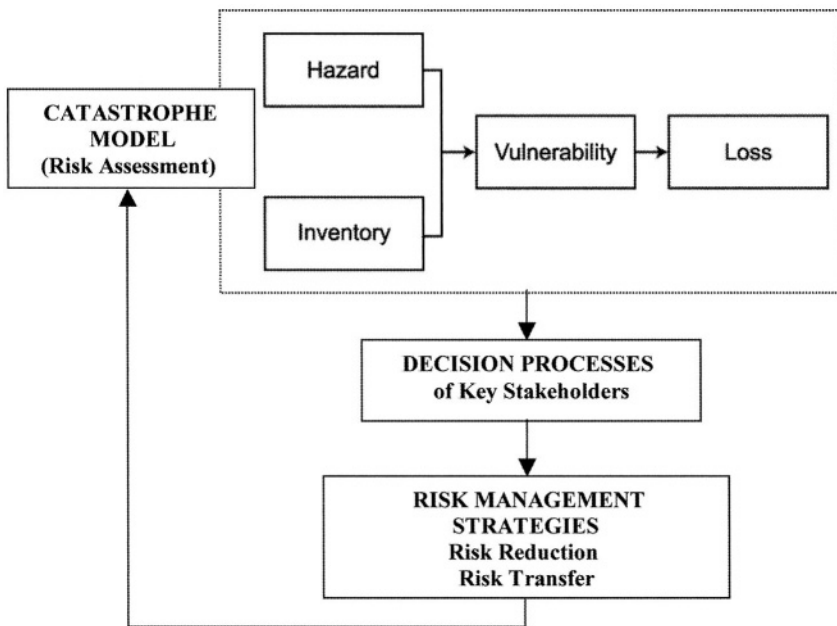 Hazard
CATASTROPHE
MODEL
(Risk Assessment)
Vulnerability
Loss
Inventory
DECISION PROCESSES
of Key Stakeholders
RISK MANAGEMENT
STRATEGIES
Risk Reduction
Risk Transfer